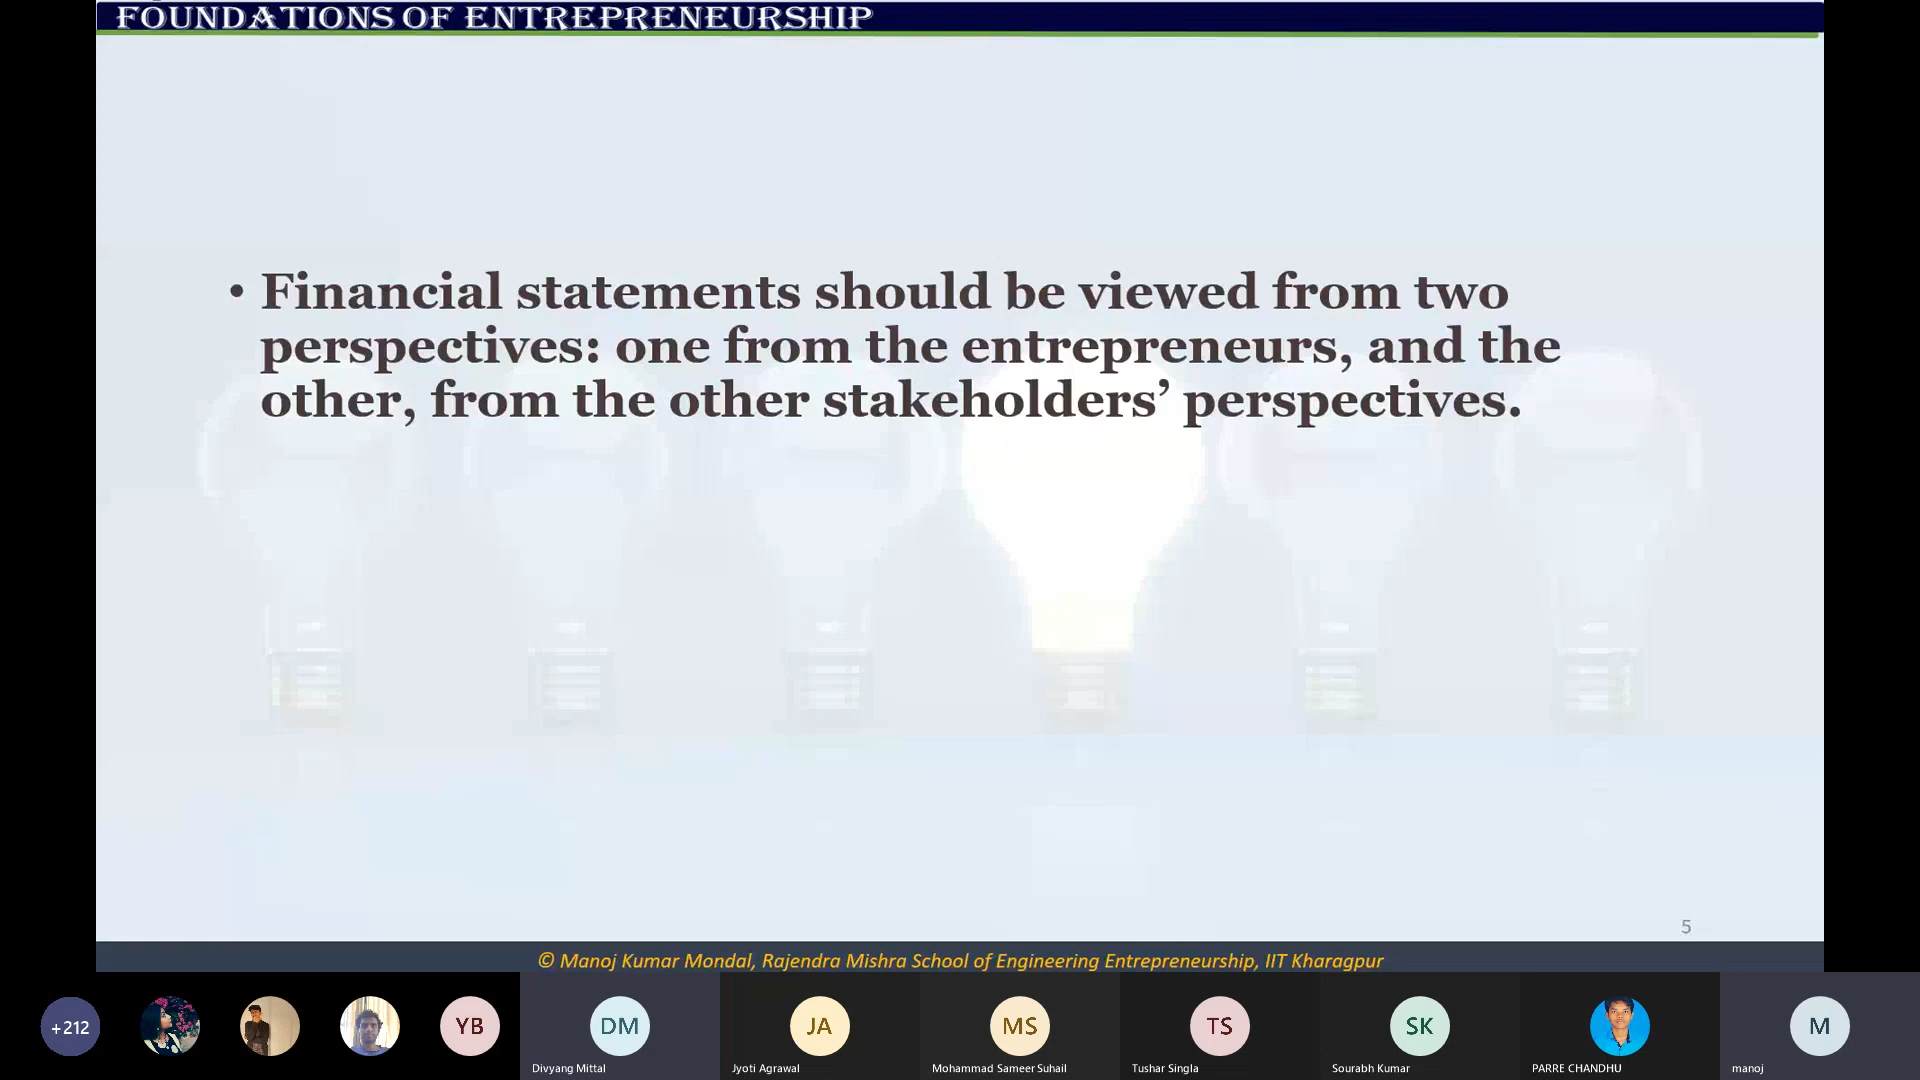 FOUNDATIONS OF ENTREPRENEURSHIP
• Financial statements should be viewed from two
perspectives: one from the entrepreneurs, and the
other, from the other stakeholders’ perspectives.
5
© Manoj Kumar Mondal, Rajendra Mishra School of Engineering Entrepreneurship, IIT Kharagpur
+212
YB
DM
JA
MS
TS
SK
M
Divyang Mittal
Jyoti Agrawal
Mohammad Sameer Suhail
Tushar Singla
Sourabh Kumar
PARRE CHANDHU
manoj